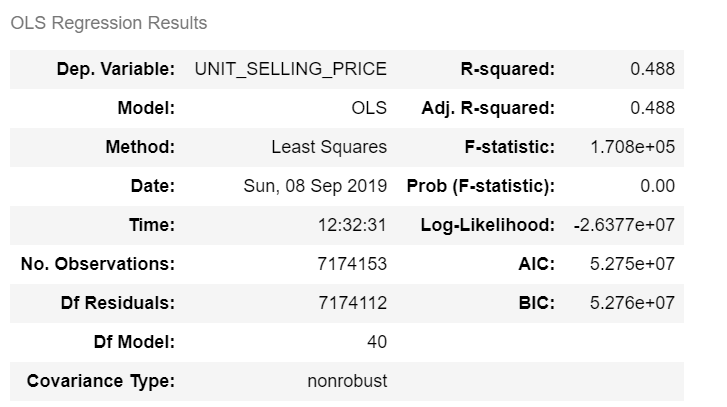 OLS Regression Results
Dep. Variable: UNIT_SELLING_PRICE R-squared: 0.488
Model: OLS Adj. R-squared: 0.488
Method: Least Squares F-statistic: 1.708e+05
Date: Sun, 08 Sep 2019 Prob (F-statistic): 0.00
Time: 12:32:31 Log-Likelihood: -2.6377e+07
No. Observations: 7174153 AIC: 5.275e+07
Df Residuals: 7174112 BIC: 5.276e+07
Df Model: 40
Covariance Type: nonrobust